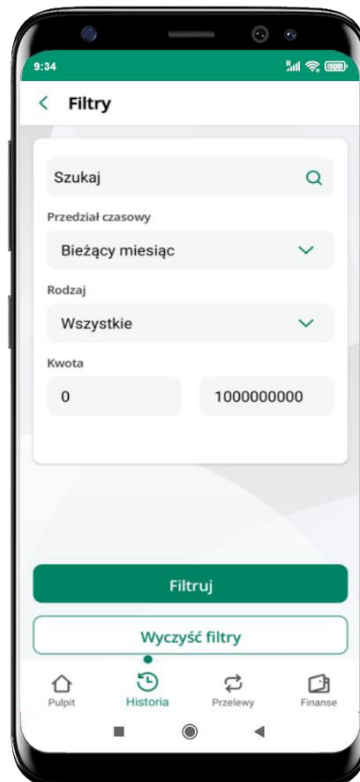 9:34
Filtry
Szukaj
Przedział czasowy
Bieżący miesiąc
Rodzaj
Wszystkie
Kwota
0 1000000000
Filtruj
Wyczyść filtry
Pulpit Historia Przelewy Finanse